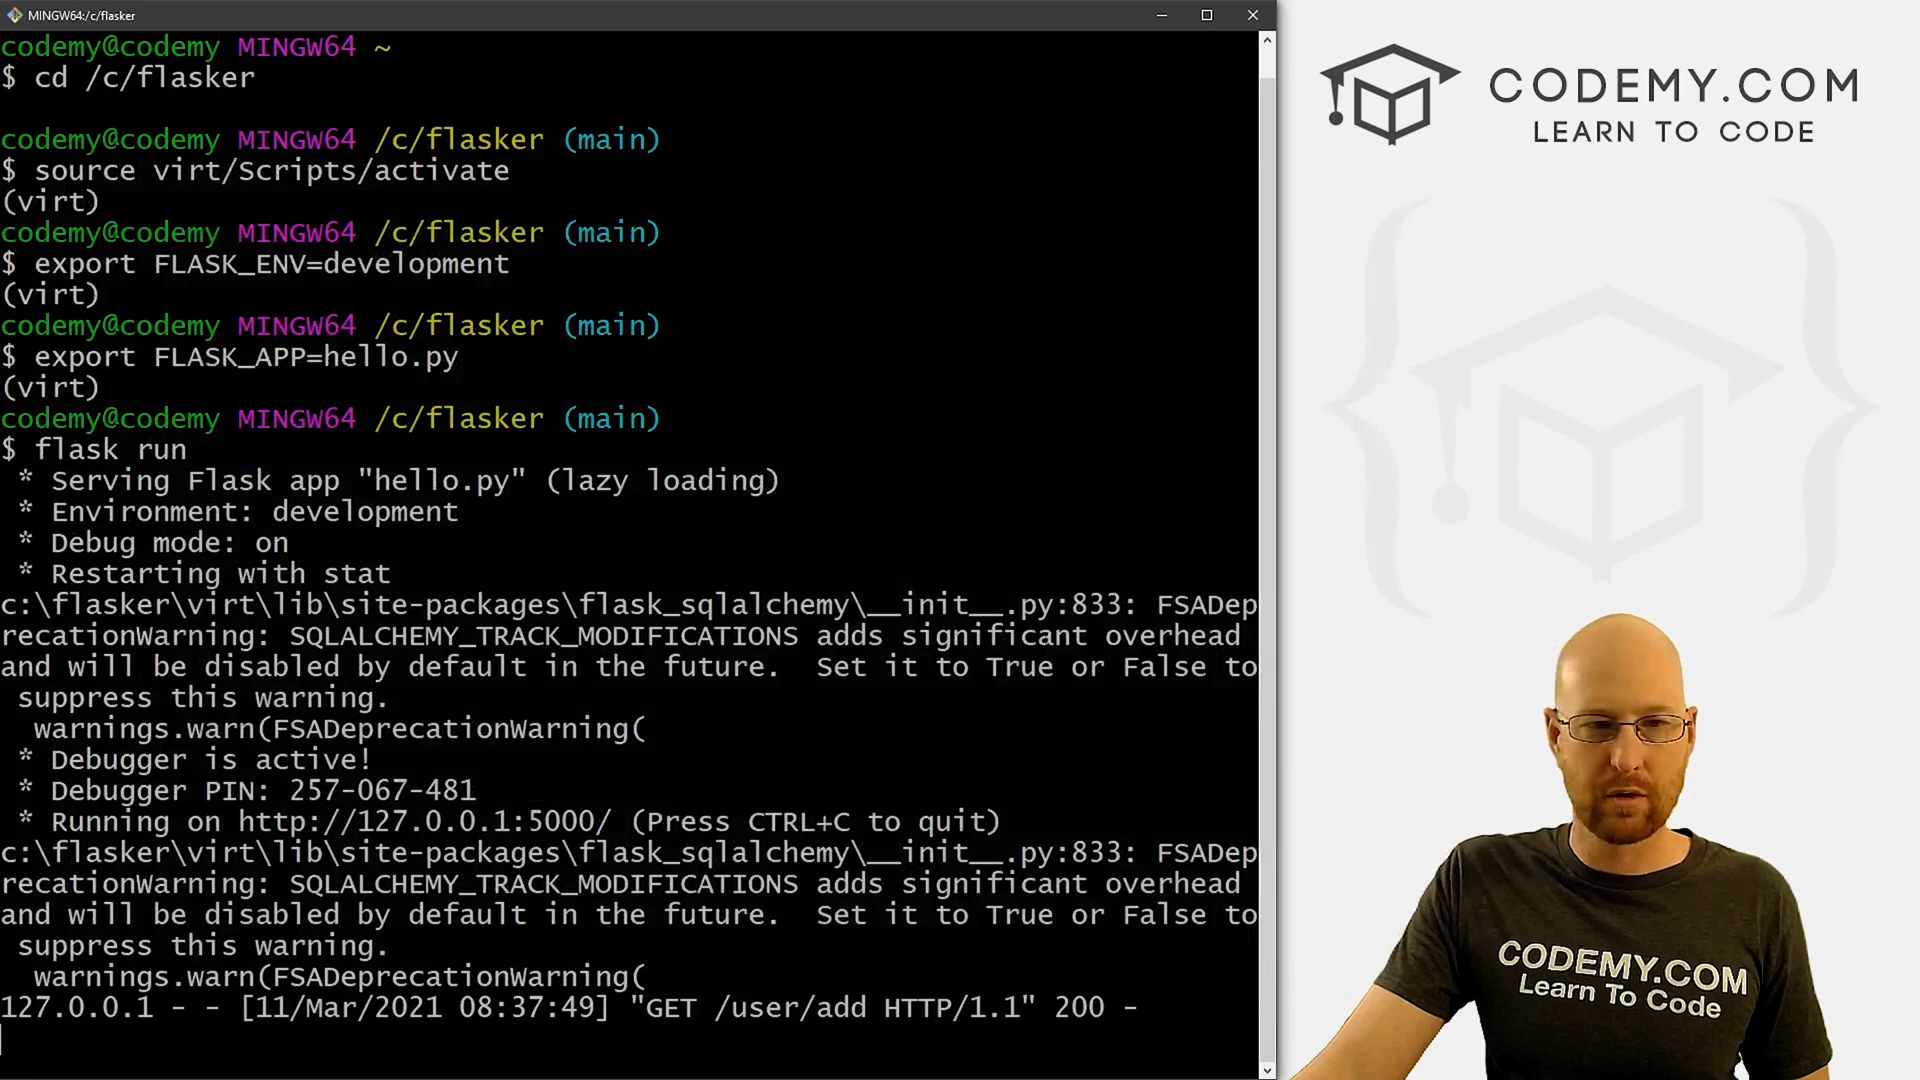 MINGW64:/c/flasker
codemy@codemy MINGW64 ~
$ cd /c/flasker
codemy@codemy MINGW64 /c/flasker (main)
$ source virt/Scripts/activate
(virt)
codemy@codemy MINGW64 /c/flasker (main)
$ export FLASK_ENV=development
(virt)
codemy@codemy MINGW64 /c/flasker (main)
$ export FLASK_APP=hello.py
(virt)
codemy@codemy MINGW64 /c/flasker (main)
$ flask run
 * Serving Flask app "hello.py" (lazy loading)
 * Environment: development
 * Debug mode: on
 * Restarting with stat
c:\flasker\virt\lib\site-packages\flask_sqlalchemy\__init__.py:833: FSADep
recationWarning: SQLALCHEMY_TRACK_MODIFICATIONS adds significant overhead
and will be disabled by default in the future.  Set it to True or False to
 suppress this warning.
  warnings.warn(FSADeprecationWarning(
 * Debugger is active!
 * Debugger PIN: 257-067-481
 * Running on http://127.0.0.1:5000/ (Press CTRL+C to quit)
c:\flasker\virt\lib\site-packages\flask_sqlalchemy\__init__.py:833: FSADep
recationWarning: SQLALCHEMY_TRACK_MODIFICATIONS adds significant overhead
and will be disabled by default in the future.  Set it to True or False to
 suppress this warning.
  warnings.warn(FSADeprecationWarning(
127.0.0.1 - - [11/Mar/2021 08:37:49] "GET /user/add HTTP/1.1" 200 -
CODEMY.COM
LEARN TO CODE
CODEMY.COM
Learn To Code